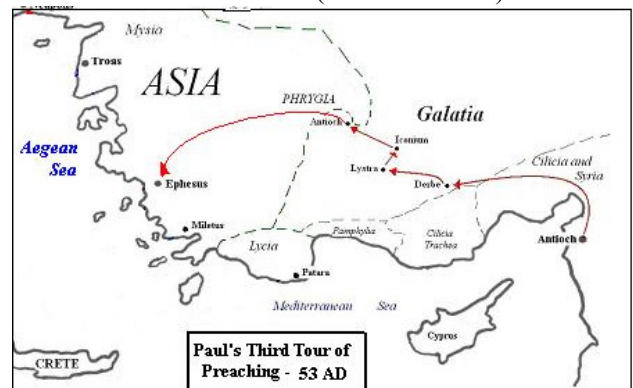 Mysia
Troas
ASIA
PHRYGIA
Galatia
Antioch
Iconium
Aegean
Sea
Lystra
Cilicia and
Syria
Ephesus
Derbe
Miletus
Lycia
Pamphylia
Cilicia
Trachea
Antioch
Patara
Mediterranean Sea
Cyprus
Paul's Third Tour of
Preaching - 53 AD
CRETE